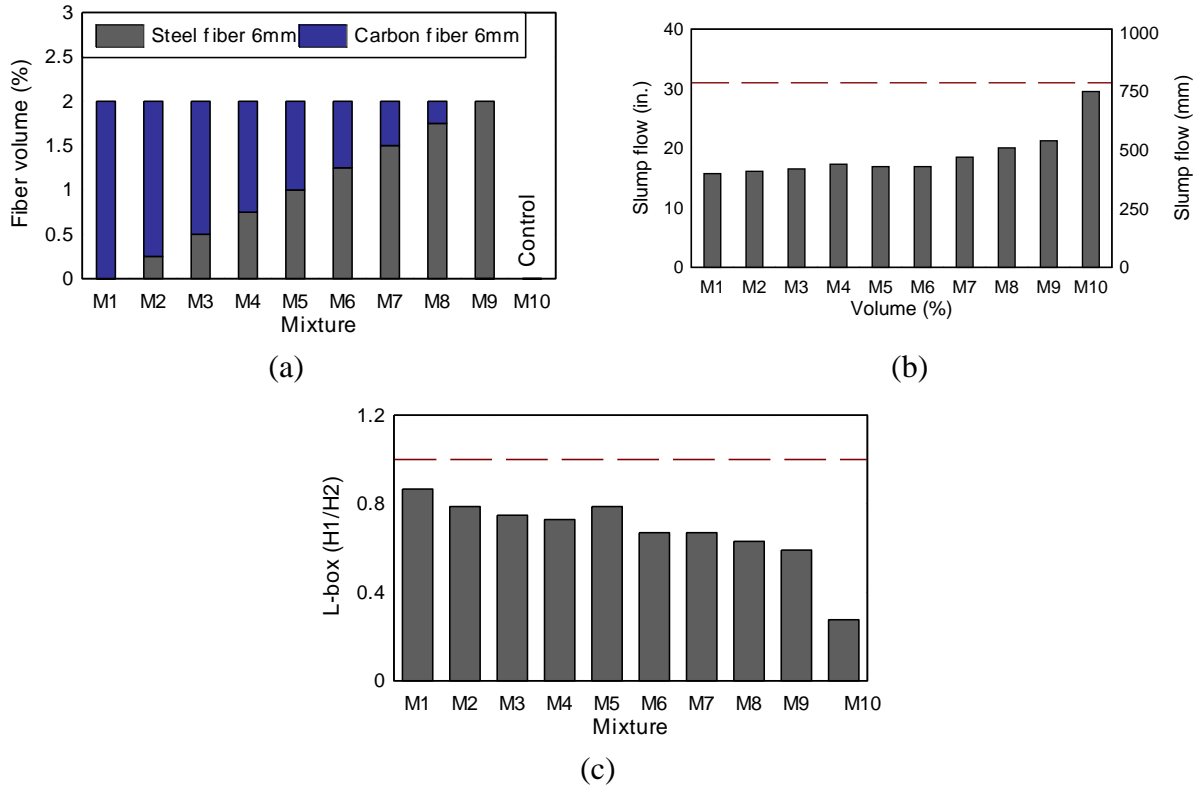 3
2.5
2
1.5
1
0.5
0
Fiber volume (%)
Steel fiber 6mm
Carbon fiber 6mm
Control
M1 M2 M3 M4 M5 M6 M7 M8 M9 M10
Mixture
(a)
40
30
20
10
0
Slump flow (in.)
1000
750
500
250
0
Slump flow (mm)
M1 M2 M3 M4 M5 M6 M7 M8 M9 M10
Volume (%)
(b)
1.2
0.8
0.4
0
L-box (H1/H2)
M1 M2 M3 M4 M5 M6 M7 M8 M9 M10
Mixture
(c)